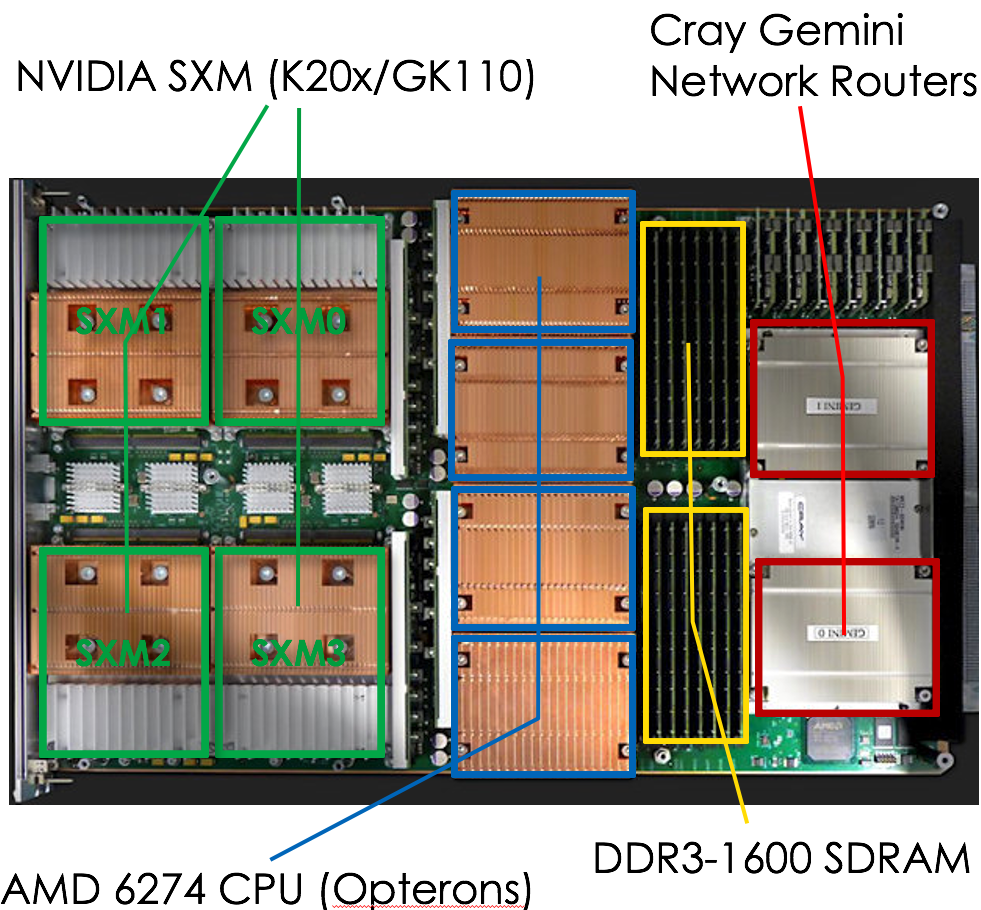 Cray Gemini
Network Routers
NVIDIA SXM (K20x/GK110)
SXM1
SXM0
GEMINI 1
CRAY
SXM2
SXM3
GEMINI 0
AMD
DDR3-1600 SDRAM
AMD 6274 CPU (Opterons)